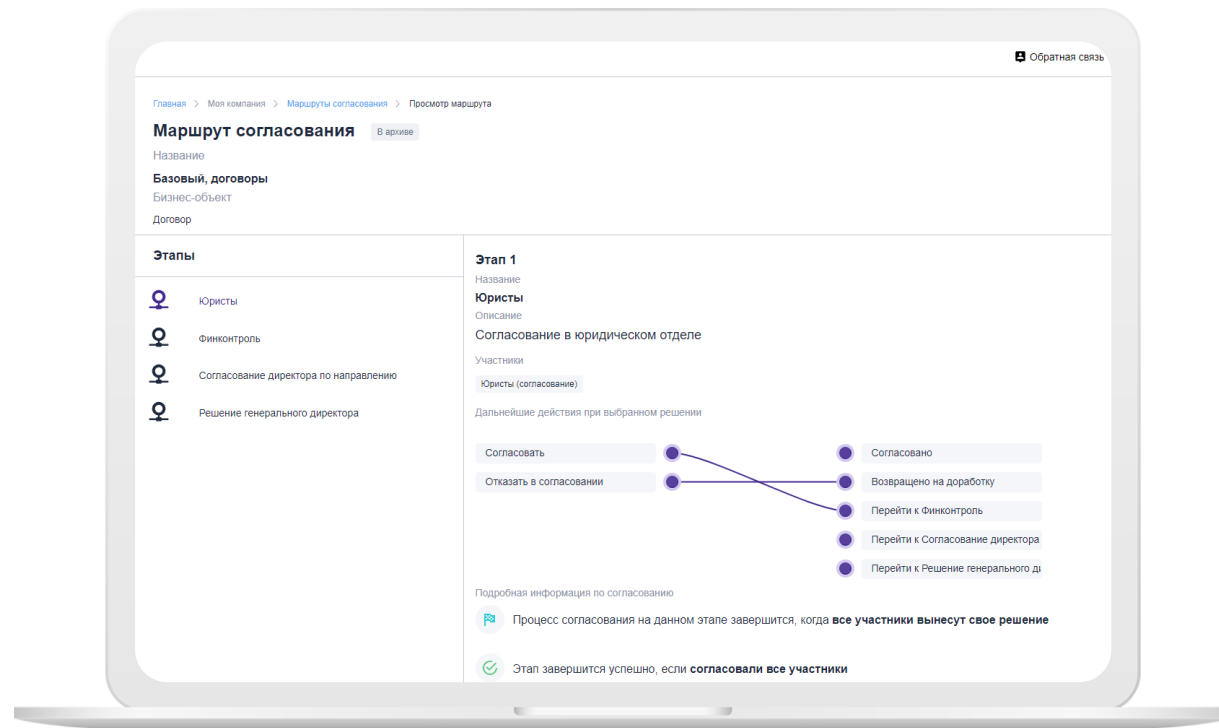 Обратная связь
Главная > Моя компания > Маршруты согласования > Просмотр маршрута
Маршрут согласования В архиве
Название
Базовый, договоры
Бизнес-объект
Договор
Этапы
Юристы
Финконтроль
Согласование директора по направлению
Решение генерального директора
Этап 1
Название
Юристы
Описание
Согласование в юридическом отделе
Участники
Юристы (согласование)
Дальнейшие действия при выбранном решении
Согласовать
Отказать в согласовании
Согласовано
Возвращено на доработку
Перейти к Финконтроль
Перейти к Согласование директора
Перейти к Решение генерального ди
Подробная информация по согласованию
Процесс согласования на данном этапе завершится, когда все участники вынесут свое решение
Этап завершится успешно, если согласовали все участники